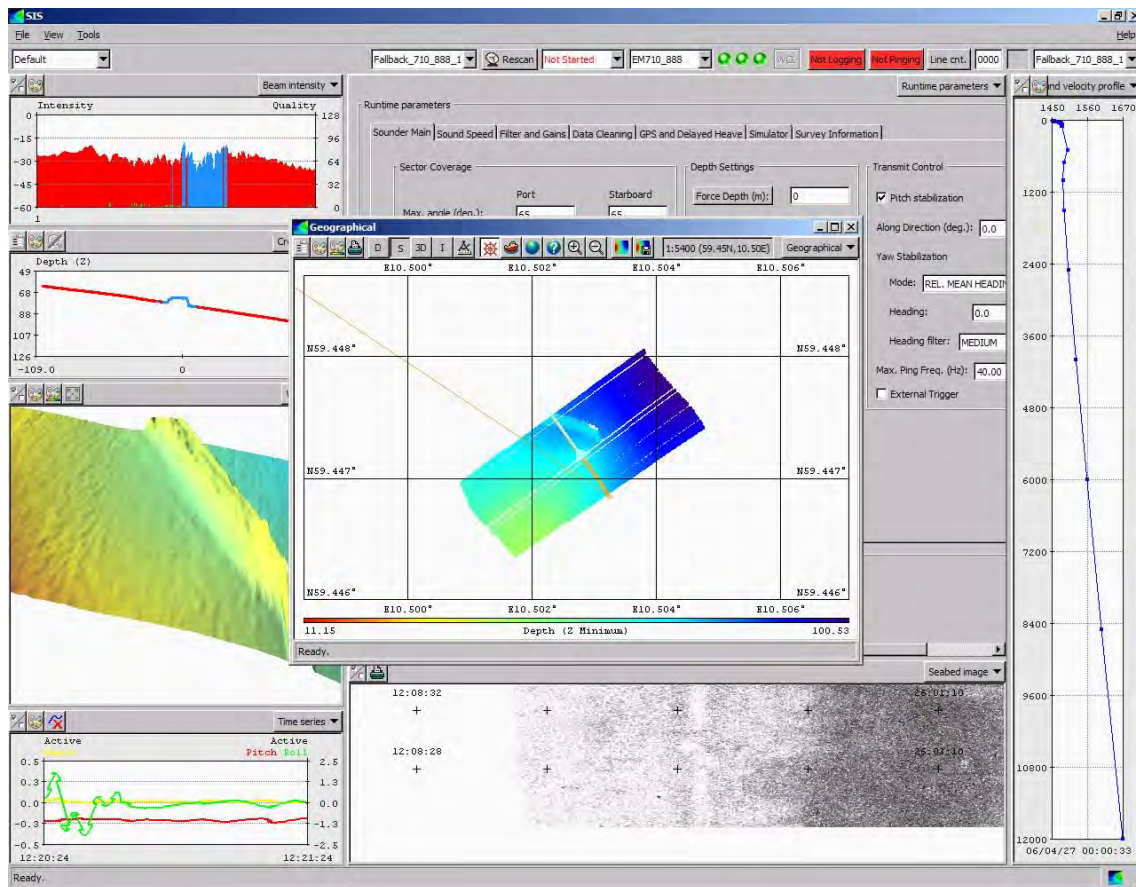 SIS
File View Tools Help
Default Fallback_710_888_1 Rescan Not Started EM710_888 Not Logging Not Pinging Line cnt. 0000 Fallback_710_888_1
Beam intensity
Intensity Quality
0 128
-15 96
-30 64
-45 32
-60 0
1
Depth (Z)
49
68
88
107
126
-109.0 0
Time series
Active Active
Pitch Roll
0.5 2.5
0.3 1.3
0.0 0.0
-0.3 -1.3
-0.5 -2.5
12:20:24 12:21:24
Runtime parameters
Runtime parameters
Sounder Main Sound Speed Filter and Gains Data Cleaning GPS and Delayed Heave Simulator Survey Information
Sector Coverage
Port Starboard
Max. angle (deg.): 65 65
Depth Settings
Force Depth (m): 0
Transmit Control
Pitch stabilization
Along Direction (deg.): 0.0
Yaw Stabilization
Mode: REL. MEAN HEADIN
Heading: 0.0
Heading filter: MEDIUM
Max. Ping Freq. (Hz): 40.00
External Trigger
Geographical
D S 3D I 1:5400 (59.45N,10.50E) Geographical
E10.500° E10.502° E10.504° E10.506°
N59.448° N59.448°
N59.447° N59.447°
N59.446° N59.446°
E10.500° E10.502° E10.504° E10.506°
11.15 Depth (Z Minimum) 100.53
Ready.
Seabed image
12:08:32
12:08:28
nd velocity profile
1450 1560 1670
0
1200
2400
3600
4800
6000
7200
8400
9600
10800
12000
06/04/27 00:00:33
Ready.